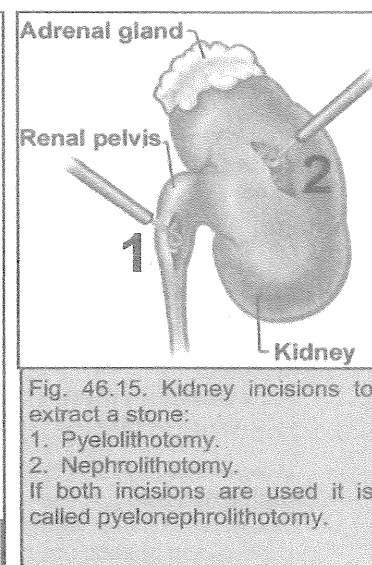 Adrenal gland
Renal pelvis
1
2
Kidney
Fig. 46.15. Kidney incisions to
extract a stone:
1. Pyelolithotomy.
2. Nephrolithotomy.
If both incisions are used it is
called pyelonephrolithotomy.